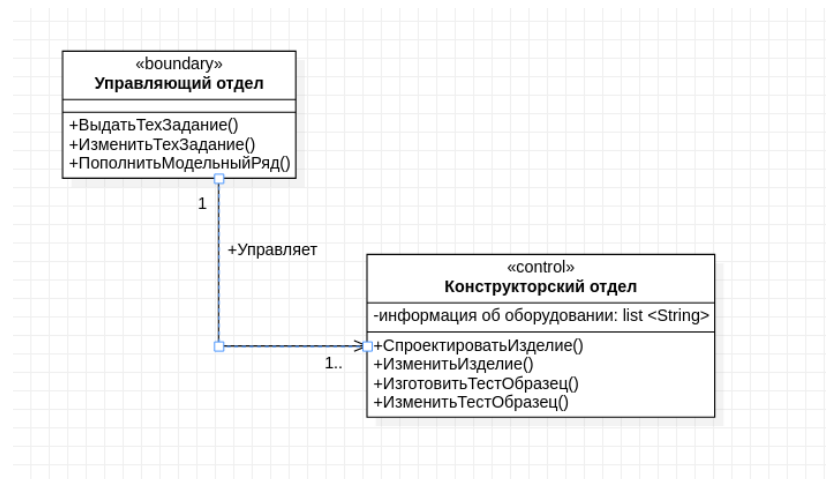 «boundary»
Управляющий отдел
+ВыдатьТехЗадание()
+ИзменитьТехЗадание()
+ПополнитьМодельныйРяд()
1
+Управляет
1..
«control»
Конструкторский отдел
-информация об оборудовании: list <String>
+СпроектироватьИзделие()
+ИзменитьИзделие()
+ИзготовитьТестОбразец()
+ИзменитьТестОбразец()